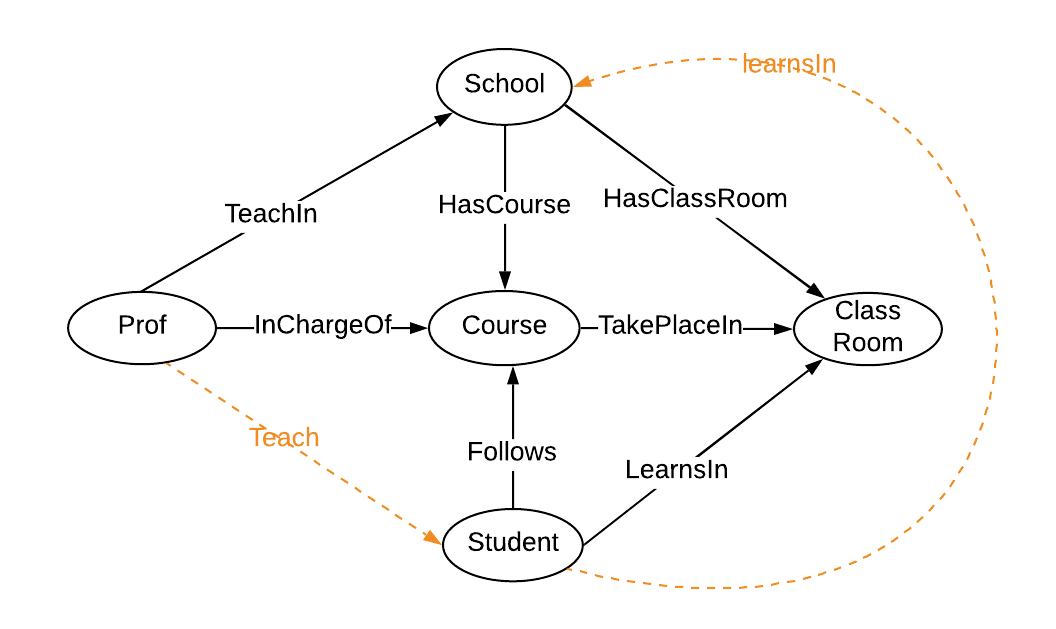 School
learnsIn
TeachIn
HasCourse
HasClassRoom
Prof
InChargeOf
Course
TakePlaceIn
Class
Room
Teach
Follows
LearnsIn
Student